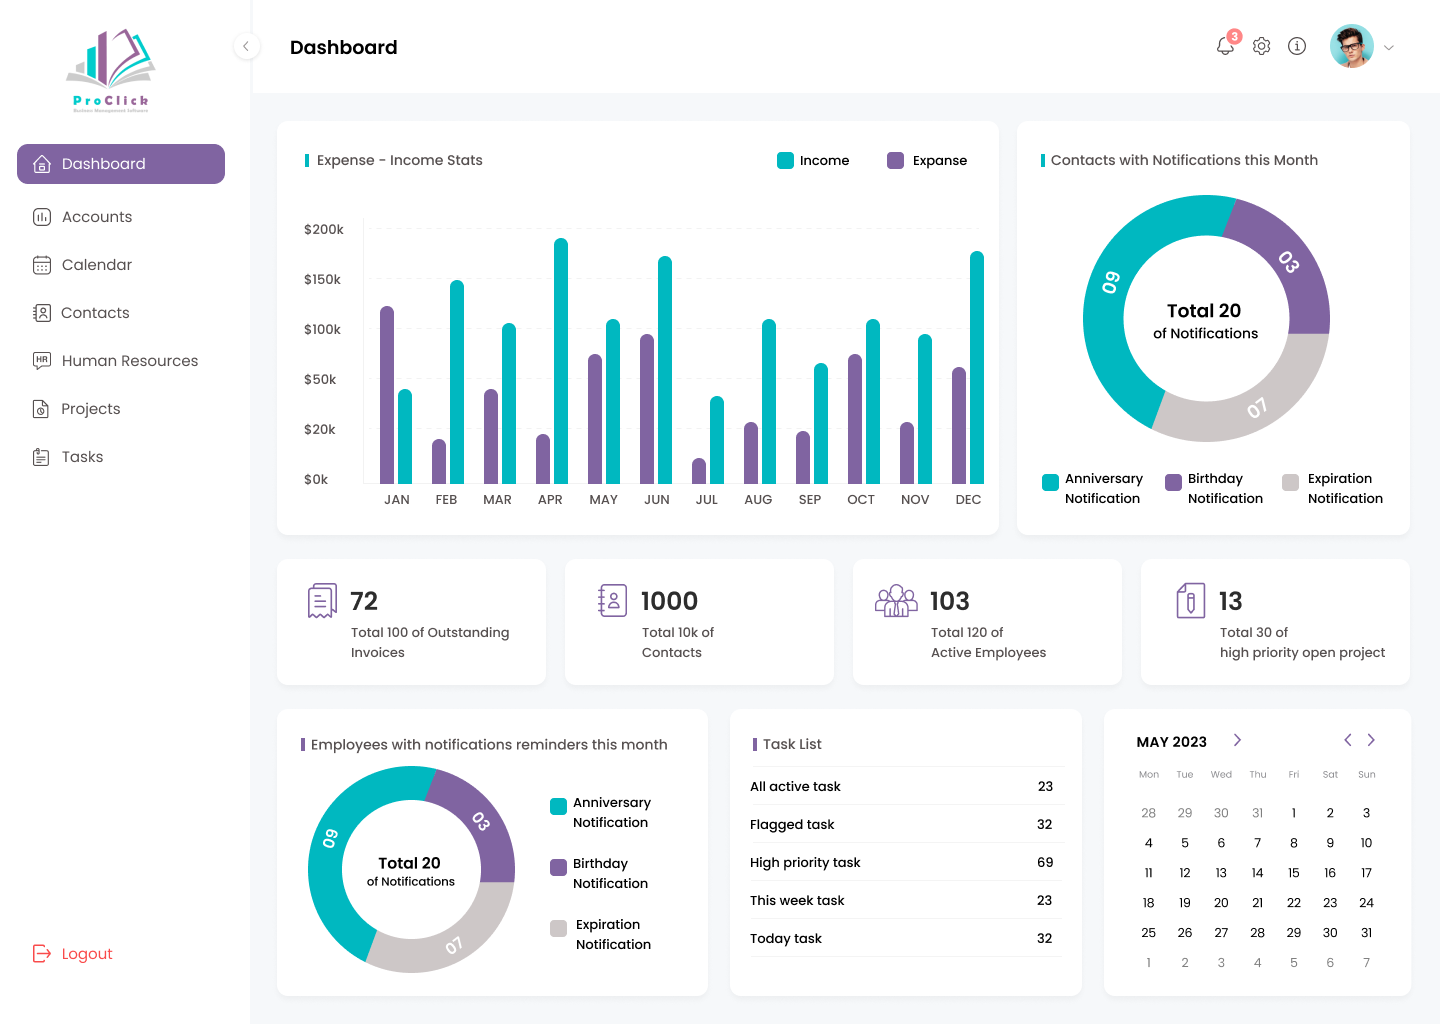 ProClick
Business Management Software
Dashboard
Accounts
Calendar
Contacts
HR
Human Resources
Projects
Tasks
Logout
Dashboard
3
Expense - Income Stats
Income
Expanse
$200k
$150k
$100k
$50k
$20k
$0k
JAN FEB MAR APR MAY JUN JUL AUG SEP OCT NOV DEC
Contacts with Notifications this Month
09
03
07
Total 20
of Notifications
Anniversary
Notification
Birthday
Notification
Expiration
Notification
72
Total 100 of Outstanding
Invoices
1000
Total 10k of
Contacts
103
Total 120 of
Active Employees
13
Total 30 of
high priority open project
Employees with notifications reminders this month
09
03
07
Total 20
of Notifications
Anniversary
Notification
Birthday
Notification
Expiration
Notification
Task List
All active task 23
Flagged task 32
High priority task 69
This week task 23
Today task 32
MAY 2023
Mon Tue Wed Thu Fri Sat Sun
28 29 30 31 1 2 3
4 5 6 7 8 9 10
11 12 13 14 15 16 17
18 19 20 21 22 23 24
25 26 27 28 29 30 31
1 2 3 4 5 6 7